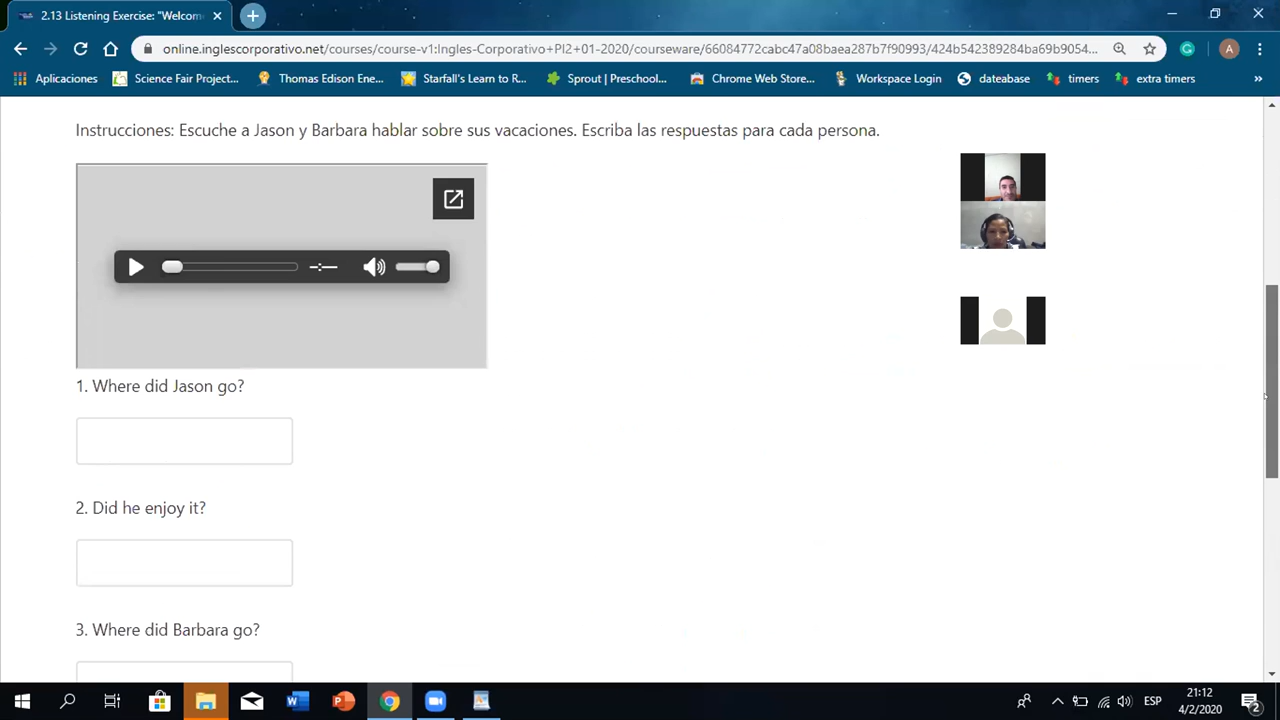 2.13 Listening Exercise: "Welcom
online.inglescorporativo.net/courses/course-v1:Ingles-Corporativo+PI2+01-2020/courseware/66084772cabc47a08baea287b7f90993/424b542389284ba69b9054...
A
Aplicaciones
Science Fair Project...
Thomas Edison Ene...
Starfall's Learn to R...
Sprout | Preschool...
Chrome Web Store...
Workspace Login
dateabase
timers
extra timers
»
Instrucciones: Escuche a Jason y Barbara hablar sobre sus vacaciones. Escriba las respuestas para cada persona.
-:--
1. Where did Jason go?
2. Did he enjoy it?
3. Where did Barbara go?
ESP
21:12
4/2/2020
2